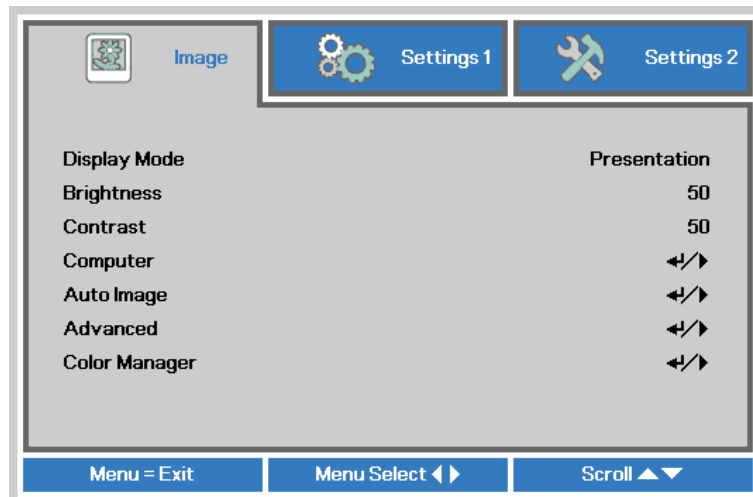 Image Settings 1 Settings 2
Display Mode Presentation
Brightness 50
Contrast 50
Computer ↵/▶
Auto Image ↵/▶
Advanced ↵/▶
Color Manager ↵/▶
Menu = Exit Menu Select ◀ ▶ Scroll ▲▼